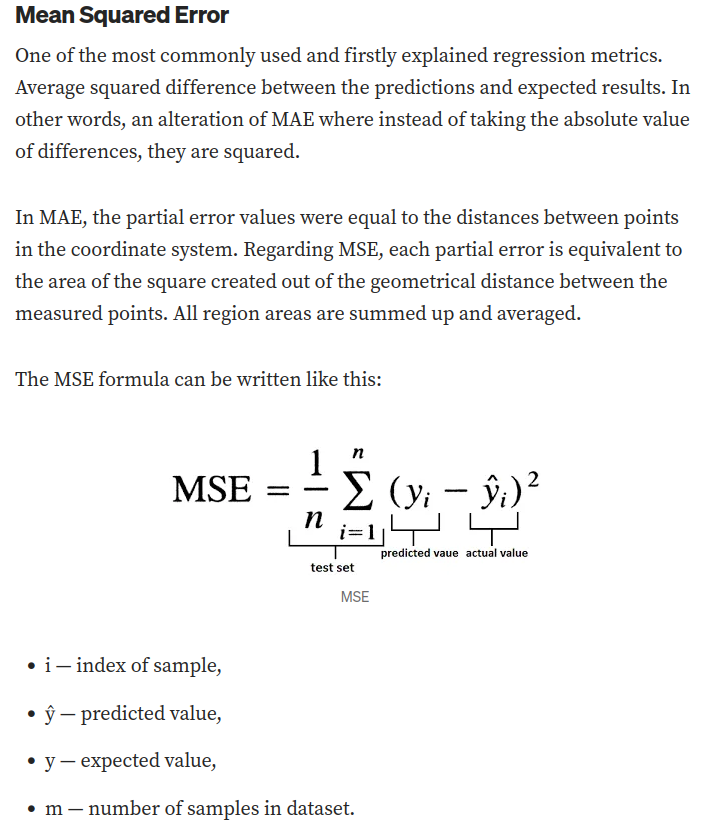 Mean Squared Error
One of the most commonly used and firstly explained regression metrics.
Average squared difference between the predictions and expected results. In
other words, an alteration of MAE where instead of taking the absolute value
of differences, they are squared.
In MAE, the partial error values were equal to the distances between points
in the coordinate system. Regarding MSE, each partial error is equivalent to
the area of the square created out of the geometrical distance between the
measured points. All region areas are summed up and averaged.
The MSE formula can be written like this:
MSE = 1/n ∑ i=1 n (yᵢ − ŷᵢ)²
predicted vaue actual value
test set
MSE
• i — index of sample,
• ŷ — predicted value,
• y — expected value,
• m — number of samples in dataset.